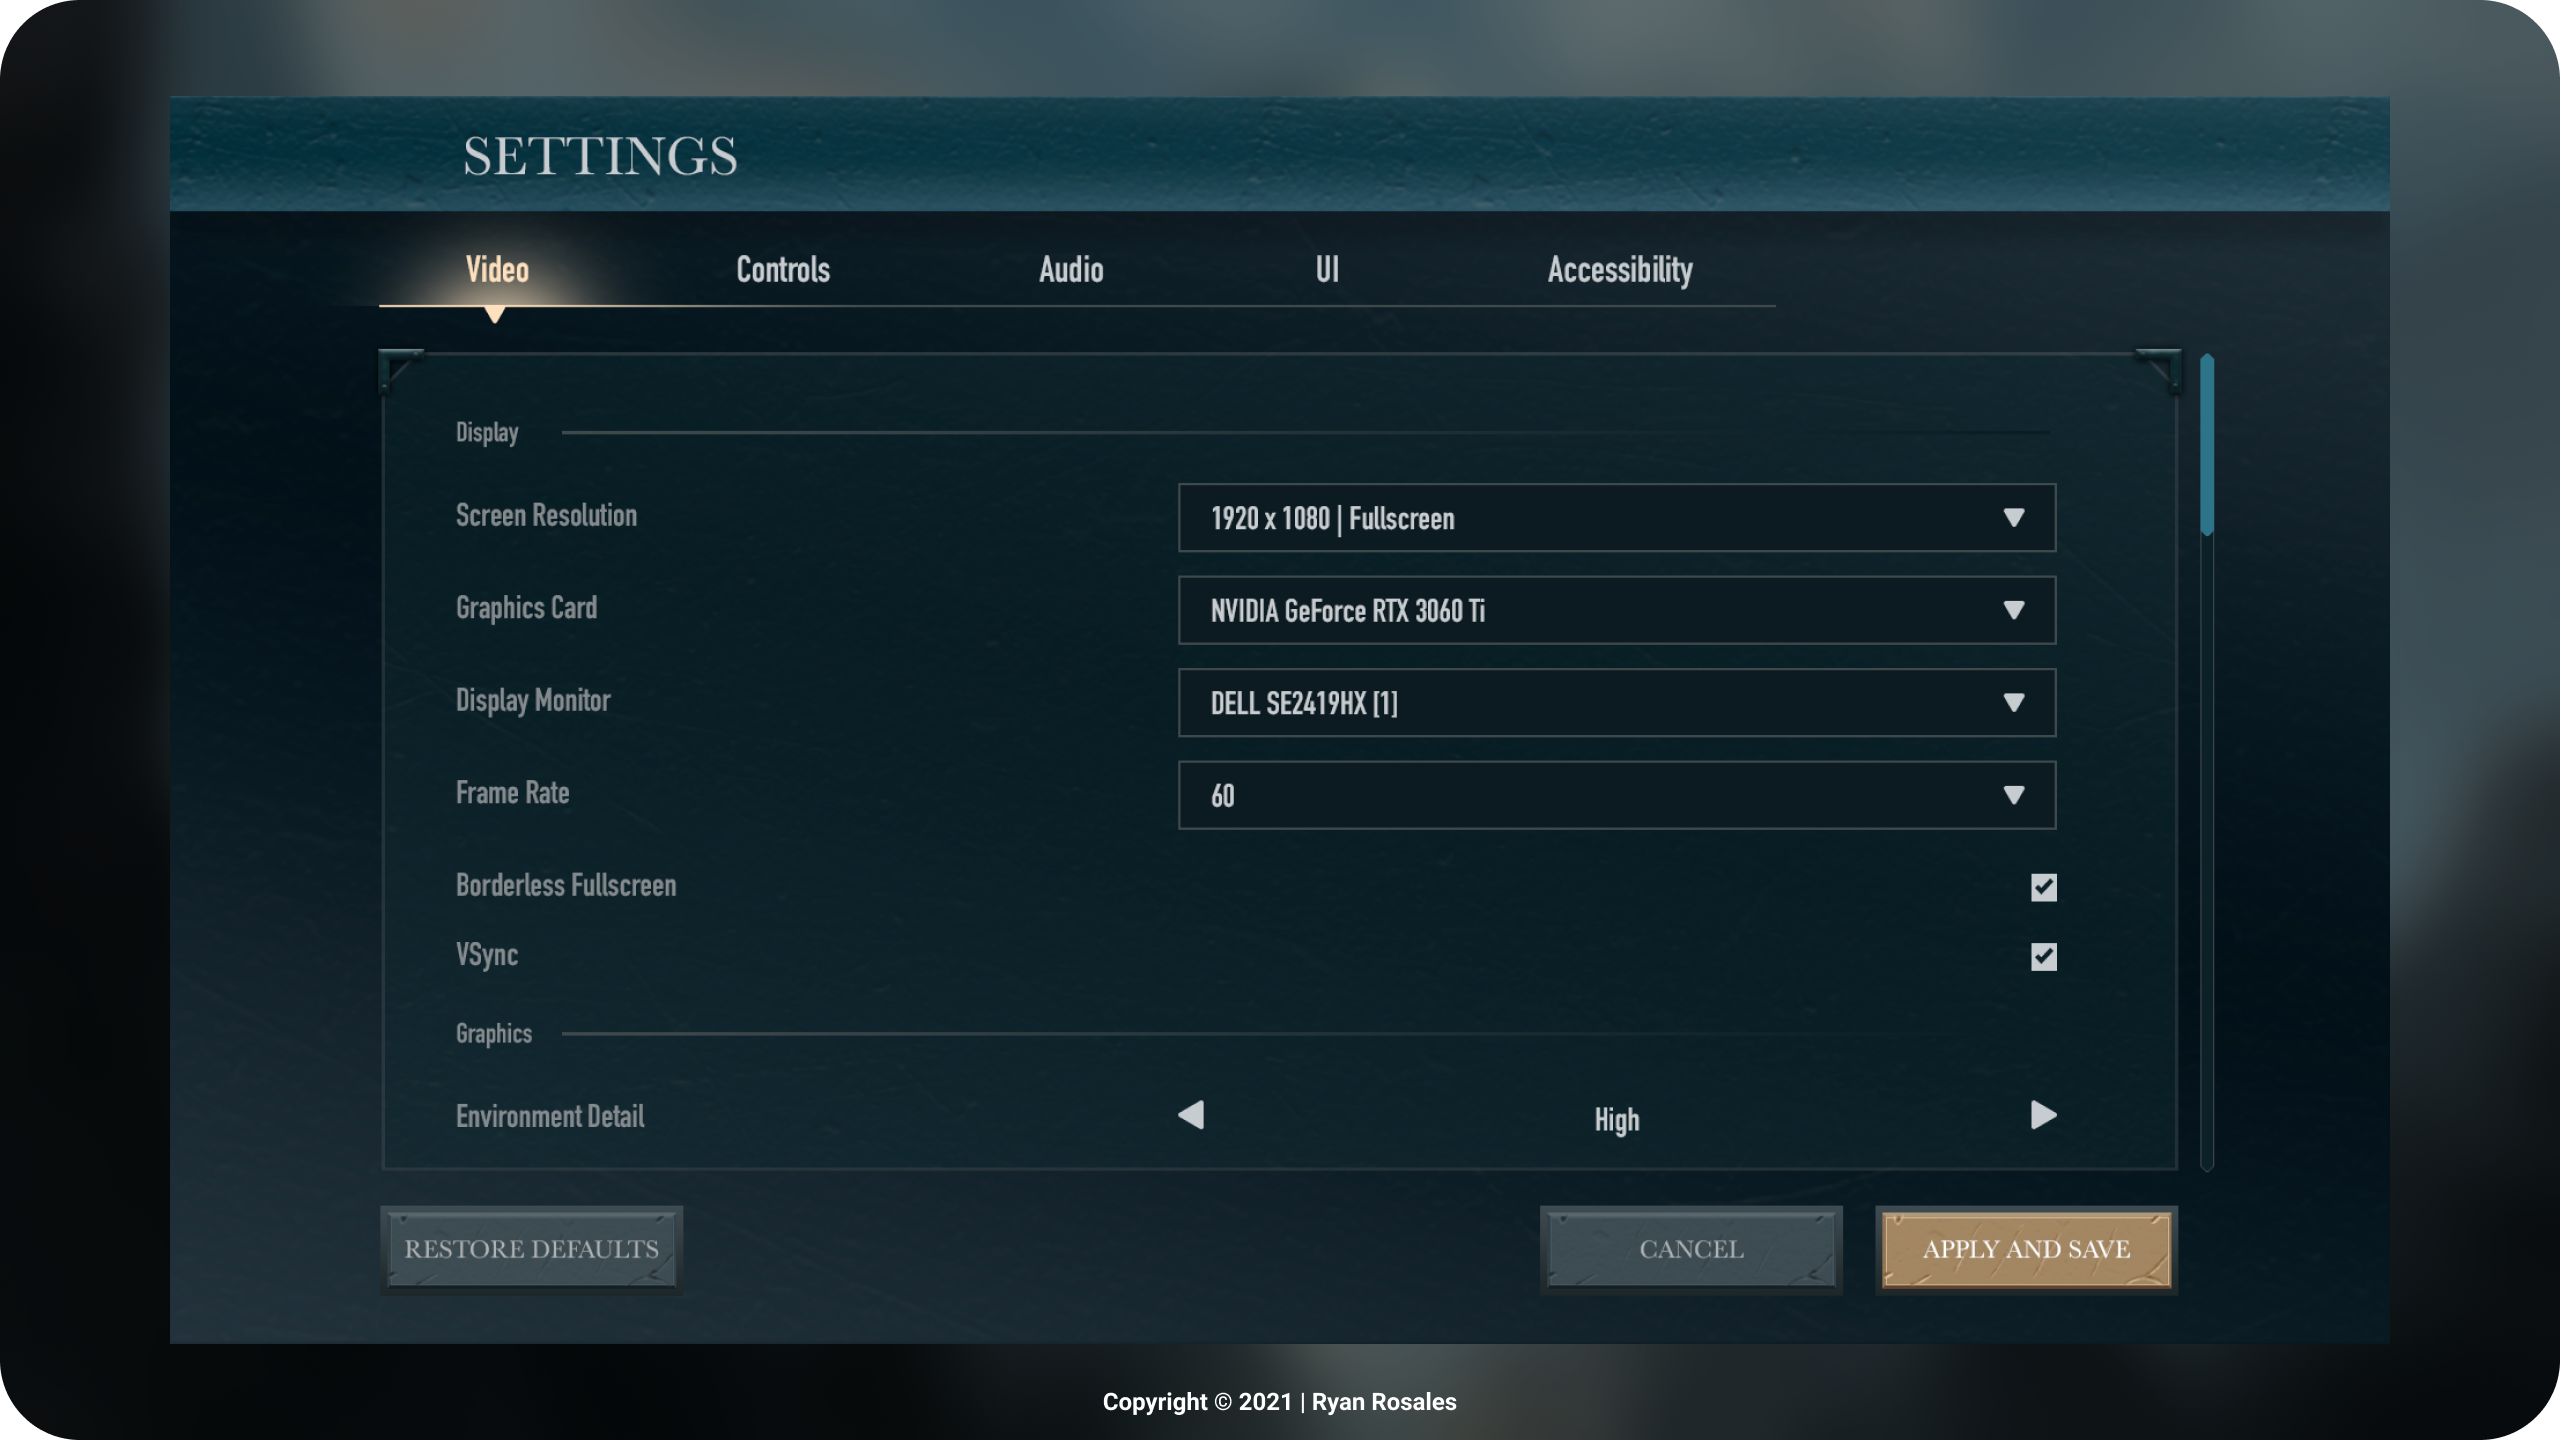 SETTINGS
Video Controls Audio UI Accessibility
Display
Screen Resolution 1920 x 1080 | Fullscreen
Graphics Card NVIDIA GeForce RTX 3060 Ti
Display Monitor DELL SE2419HX [1]
Frame Rate 60
Borderless Fullscreen
VSync
Graphics
Environment Detail High
RESTORE DEFAULTS CANCEL APPLY AND SAVE
Copyright © 2021 | Ryan Rosales